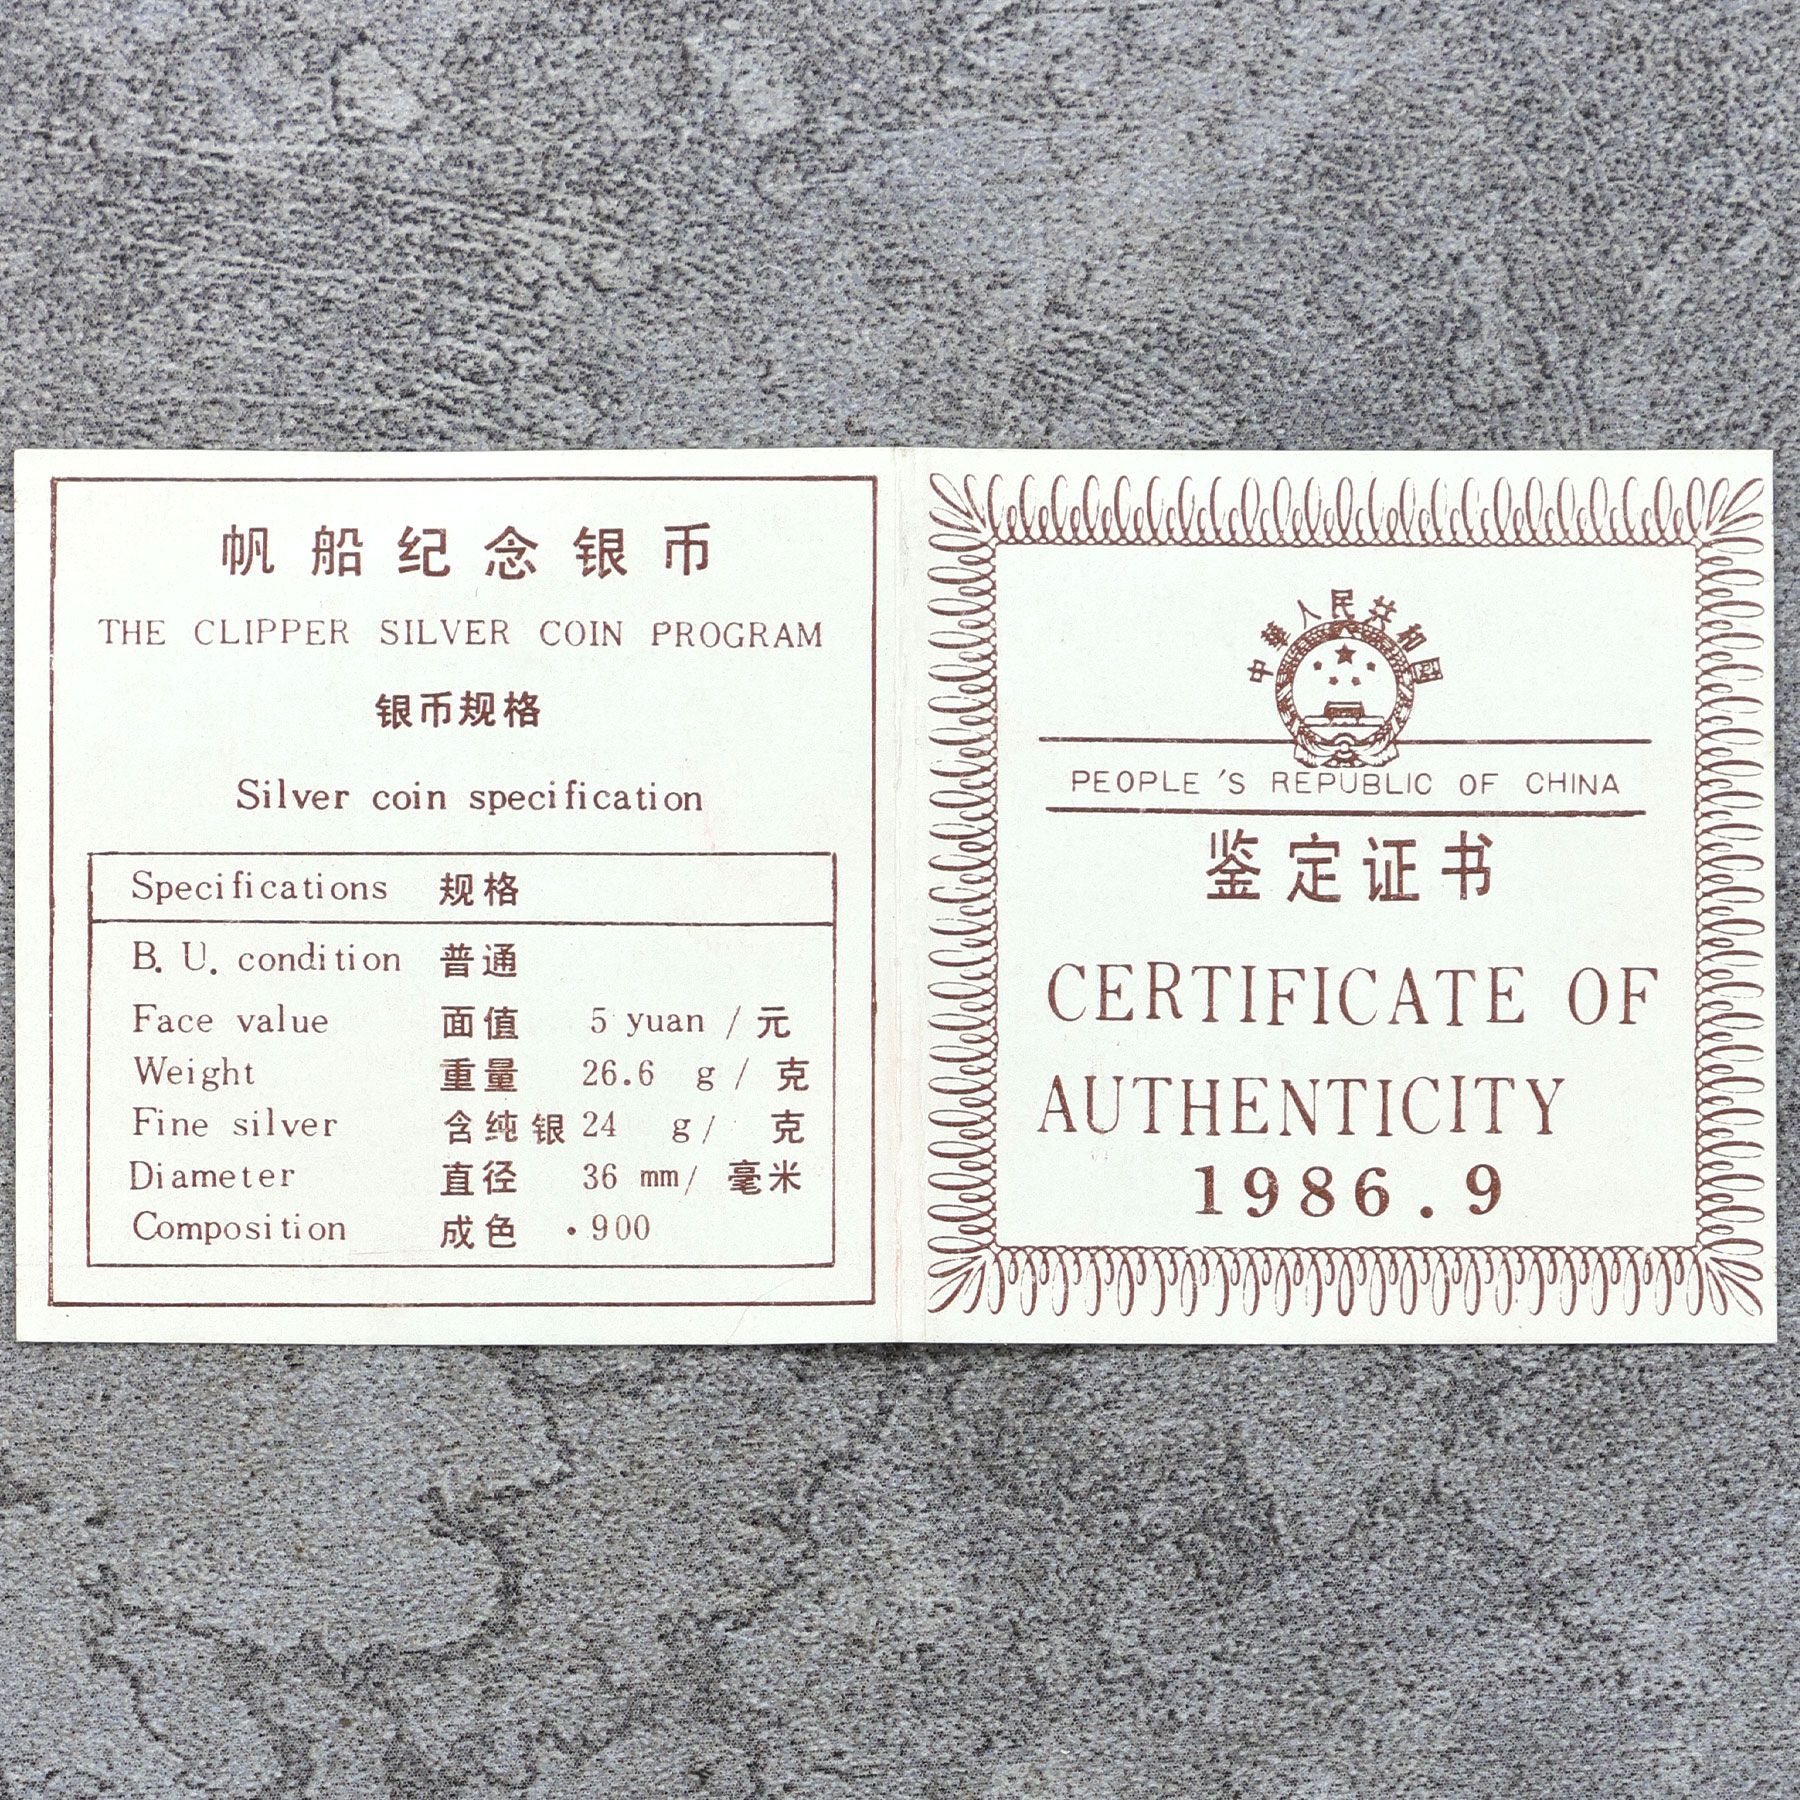 帆船纪念银币
THE CLIPPER SILVER COIN PROGRAM
银币规格
Silver coin specification
Specifications 规格
B. U. condition 普通
Face value 面值 5 yuan / 元
Weight 重量 26.6 g / 克
Fine silver 含纯银 24 g/ 克
Diameter 直径 36 mm/ 毫米
Composition 成色 .900
中華人民共和國
PEOPLE'S REPUBLIC OF CHINA
鉴定证书
CERTIFICATE OF
AUTHENTICITY
1986.9